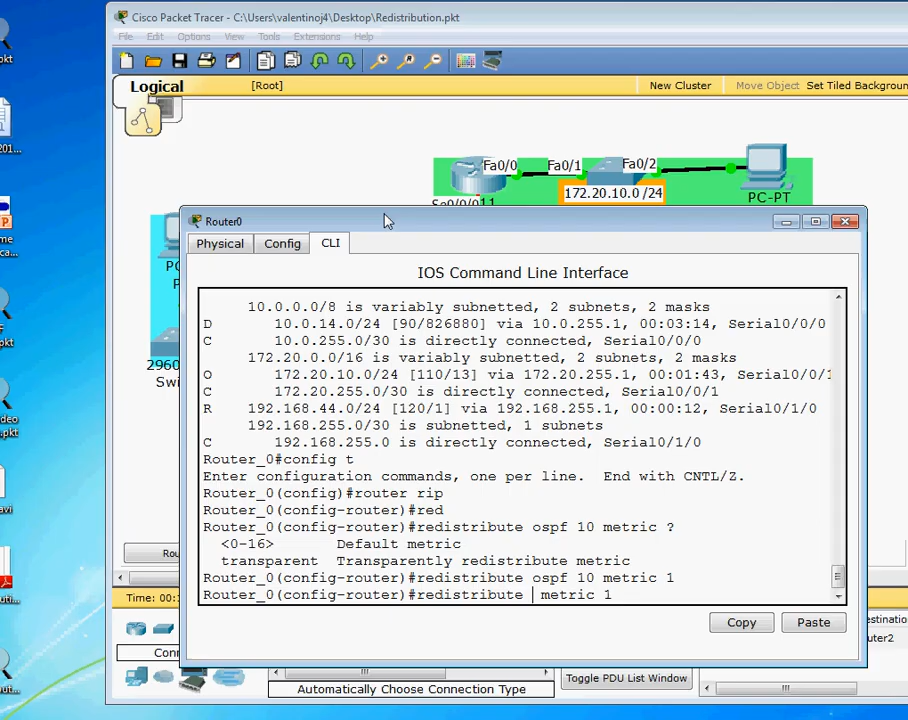 Cisco Packet Tracer - C:\Users\valentinoj4\Desktop\Redistribution.pkt
File Edit Options View Tools Extensions Help
Logical [Root] New Cluster Move Object Set Tiled Backgroun
pkt
201...
Fa0/0 Fa0/1 Fa0/2
172.20.10.0 /24
PC-PT
Router0
Physical Config CLI
IOS Command Line Interface
10.0.0.0/8 is variably subnetted, 2 subnets, 2 masks
D 10.0.14.0/24 [90/826880] via 10.0.255.1, 00:03:14, Serial0/0/0
C 10.0.255.0/30 is directly connected, Serial0/0/0
172.20.0.0/16 is variably subnetted, 2 subnets, 2 masks
O 172.20.10.0/24 [110/13] via 172.20.255.1, 00:01:43, Serial0/0/1
C 172.20.255.0/30 is directly connected, Serial0/0/1
R 192.168.44.0/24 [120/1] via 192.168.255.1, 00:00:12, Serial0/1/0
192.168.255.0/30 is subnetted, 1 subnets
C 192.168.255.0 is directly connected, Serial0/1/0
Router_0#config t
Enter configuration commands, one per line. End with CNTL/Z.
Router_0(config)#router rip
Router_0(config-router)#red
Router_0(config-router)#redistribute ospf 10 metric ?
<0-16> Default metric
transparent Transparently redistribute metric
Router_0(config-router)#redistribute ospf 10 metric 1
Router_0(config-router)#redistribute metric 1
Copy Paste
2960
Swi
Rou
Time: 00:
Conn
estination
uter2
Automatically Choose Connection Type
Toggle PDU List Window